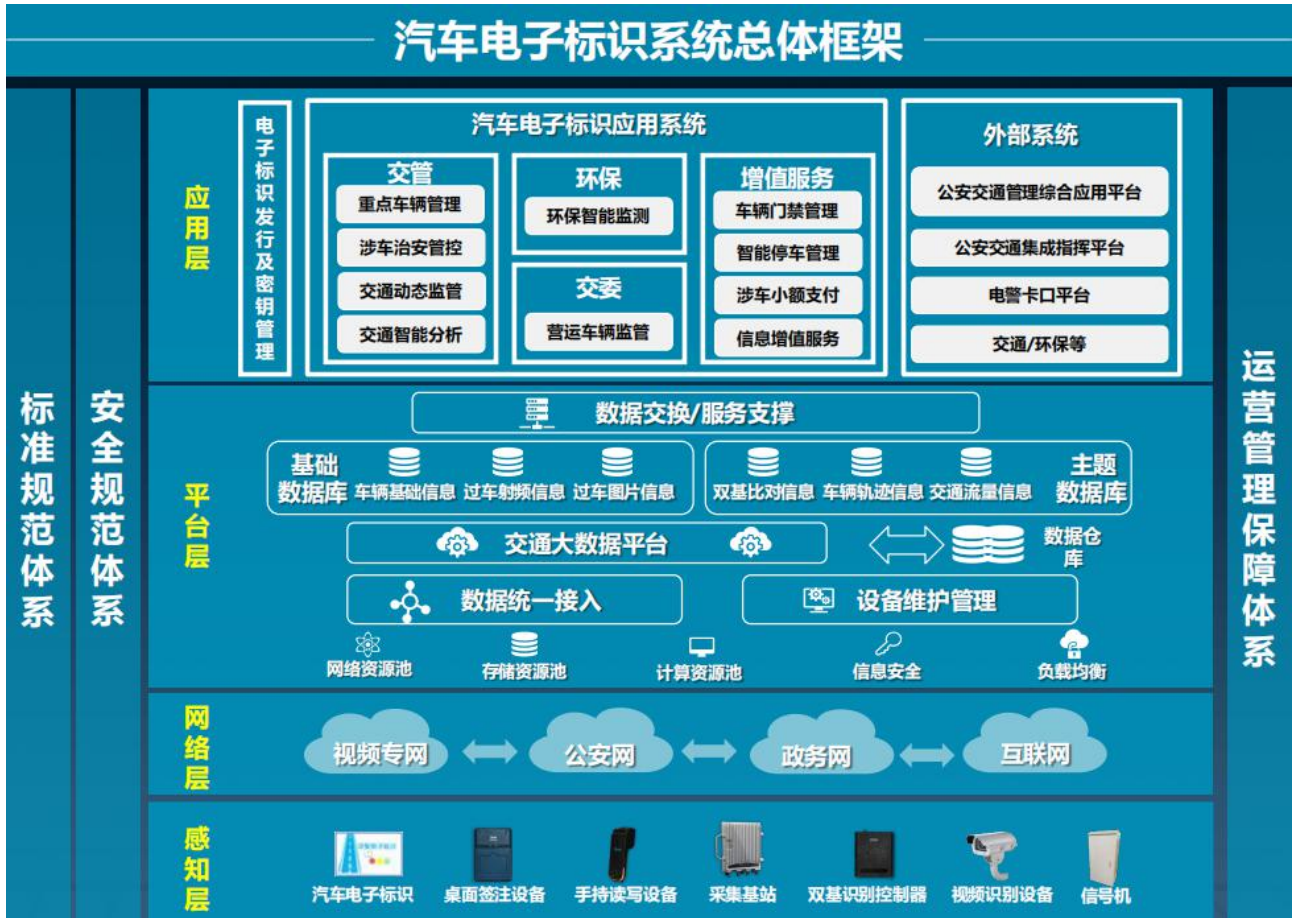 汽车电子标识系统总体框架
标准规范体系
安全规范体系
应用层
电子标识发行及密钥管理
汽车电子标识应用系统
交管
重点车辆管理
涉车治安管控
交通动态监管
交通智能分析
环保
环保智能监测
交委
营运车辆监管
增值服务
车辆门禁管理
智能停车管理
涉车小额支付
信息增值服务
外部系统
公安交通管理综合应用平台
公安交通集成指挥平台
电警卡口平台
交通/环保等
平台层
数据交换/服务支撑
基础
数据库
车辆基础信息
过车射频信息
过车图片信息
双基比对信息
车辆轨迹信息
交通流量信息
主题
数据库
交通大数据平台
数据仓
库
数据统一接入
设备维护管理
网络资源池
存储资源池
计算资源池
信息安全
负载均衡
网络层
视频专网
公安网
政务网
互联网
感知层
汽车电子标识
桌面签注设备
手持读写设备
采集基站
双基识别控制器
视频识别设备
信号机
运营管理保障体系